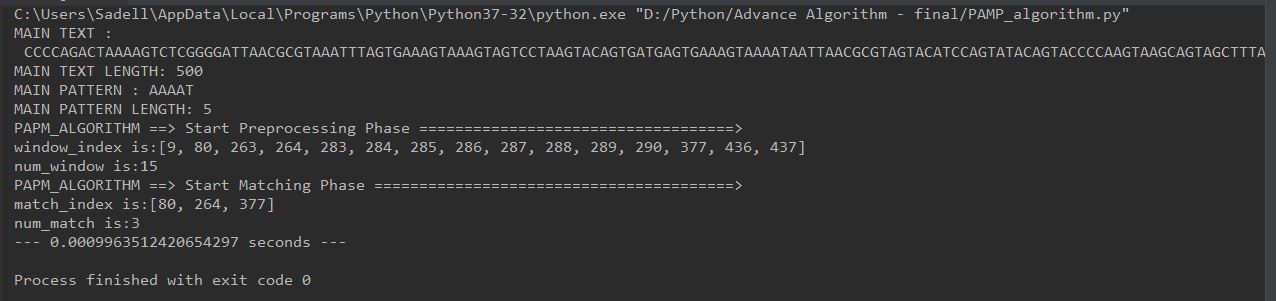 C:\Users\Sadell\AppData\Local\Programs\Python\Python37-32\python.exe "D:/Python/Advance Algorithm - final/PAMP_algorithm.py"
MAIN TEXT :
CCCCAGACTAAAAGTCTCGGGGATTAACGCGTAAATTTAGTGAAAGTAAAGTAGTCCTAAGTACAGTGATGAGTGAAAGTAAAATAATTAACGCGTAGTACATCCAGTATACAGTACCCCAAGTAAGCAGTAGCTTTA
MAIN TEXT LENGTH: 500
MAIN PATTERN : AAAAT
MAIN PATTERN LENGTH: 5
PAPM_ALGORITHM ==> Start Preprocessing Phase ===================================>
window_index is:[9, 80, 263, 264, 283, 284, 285, 286, 287, 288, 289, 290, 377, 436, 437]
num_window is:15
PAPM_ALGORITHM ==> Start Matching Phase ========================================>
match_index is:[80, 264, 377]
num_match is:3
--- 0.0009963512420654297 seconds ---
Process finished with exit code 0